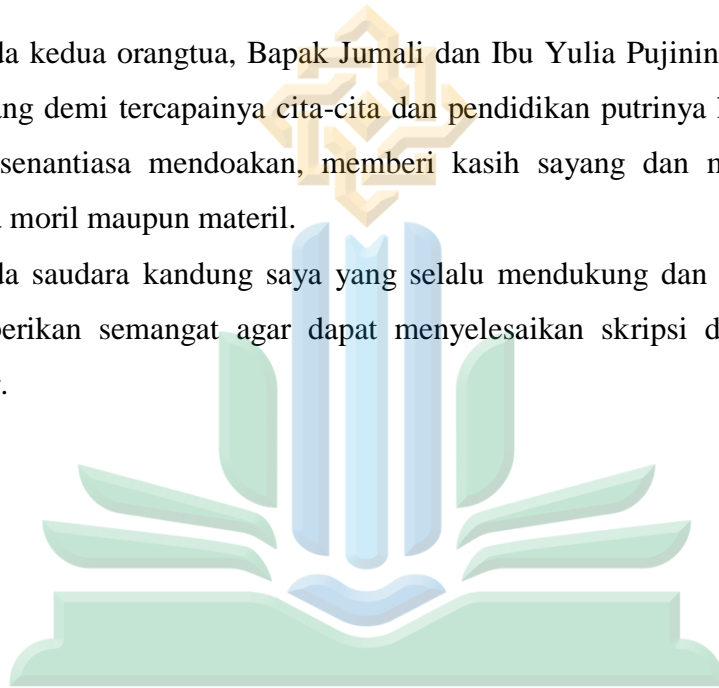 da kedua orangtua, Bapak Jumali dan Ibu Yulia Pujinin
ang demi tercapainya cita-cita dan pendidikan putrinya
senantiasa mendoakan, memberi kasih sayang dan
moril maupun materil.
da saudara kandung saya yang selalu mendukung dan
erikan semangat agar dapat menyelesaikan skripsi d